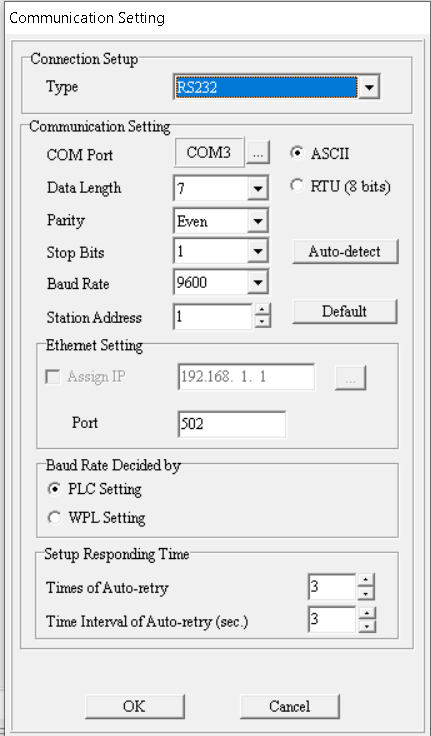 Communication Setting
Connection Setup
Type RS232
Communication Setting
COM Port COM3 ... ASCII
Data Length 7 RTU (8 bits)
Parity Even
Stop Bits 1 Auto-detect
Baud Rate 9600
Station Address 1 Default
Ethernet Setting
Assign IP 192.168. 1. 1 ...
Port 502
Baud Rate Decided by
PLC Setting
WPL Setting
Setup Responding Time
Times of Auto-retry 3
Time Interval of Auto-retry (sec.) 3
OK Cancel